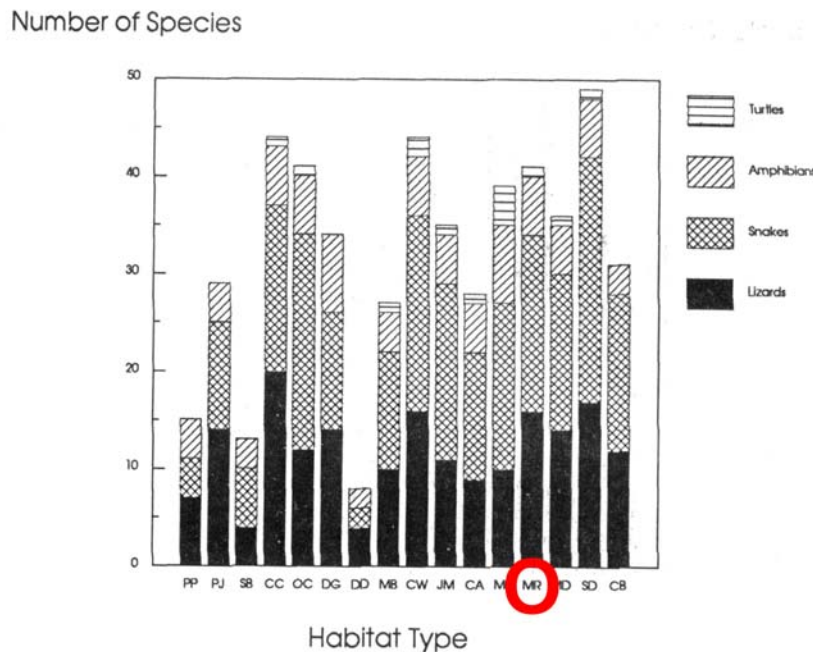 Number of Species
50
40
30
20
10
0
Turtles
Amphibians
Snakes
Lizards
PP PJ SB CC OC DG DD MB CW JM CA MR SD CB
Habitat Type